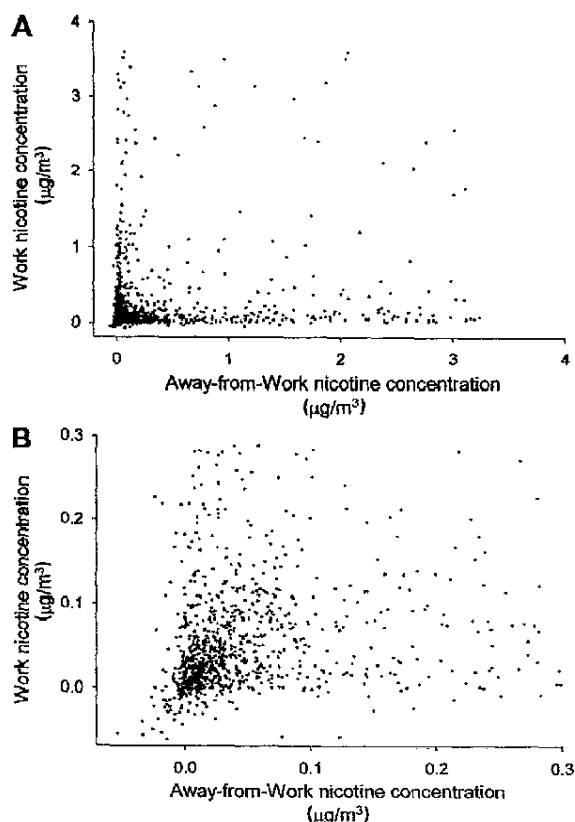 A
Work nicotine concentration
(μg/m³)
4
3
2
1
0
0 1 2 3 4
Away-from-Work nicotine concentration
(μg/m³)
B
Work nicotine concentration
(μg/m³)
0.3
0.2
0.1
0.0
0.0 0.1 0.2 0.3
Away-from-Work nicotine concentration
(μg/m³)